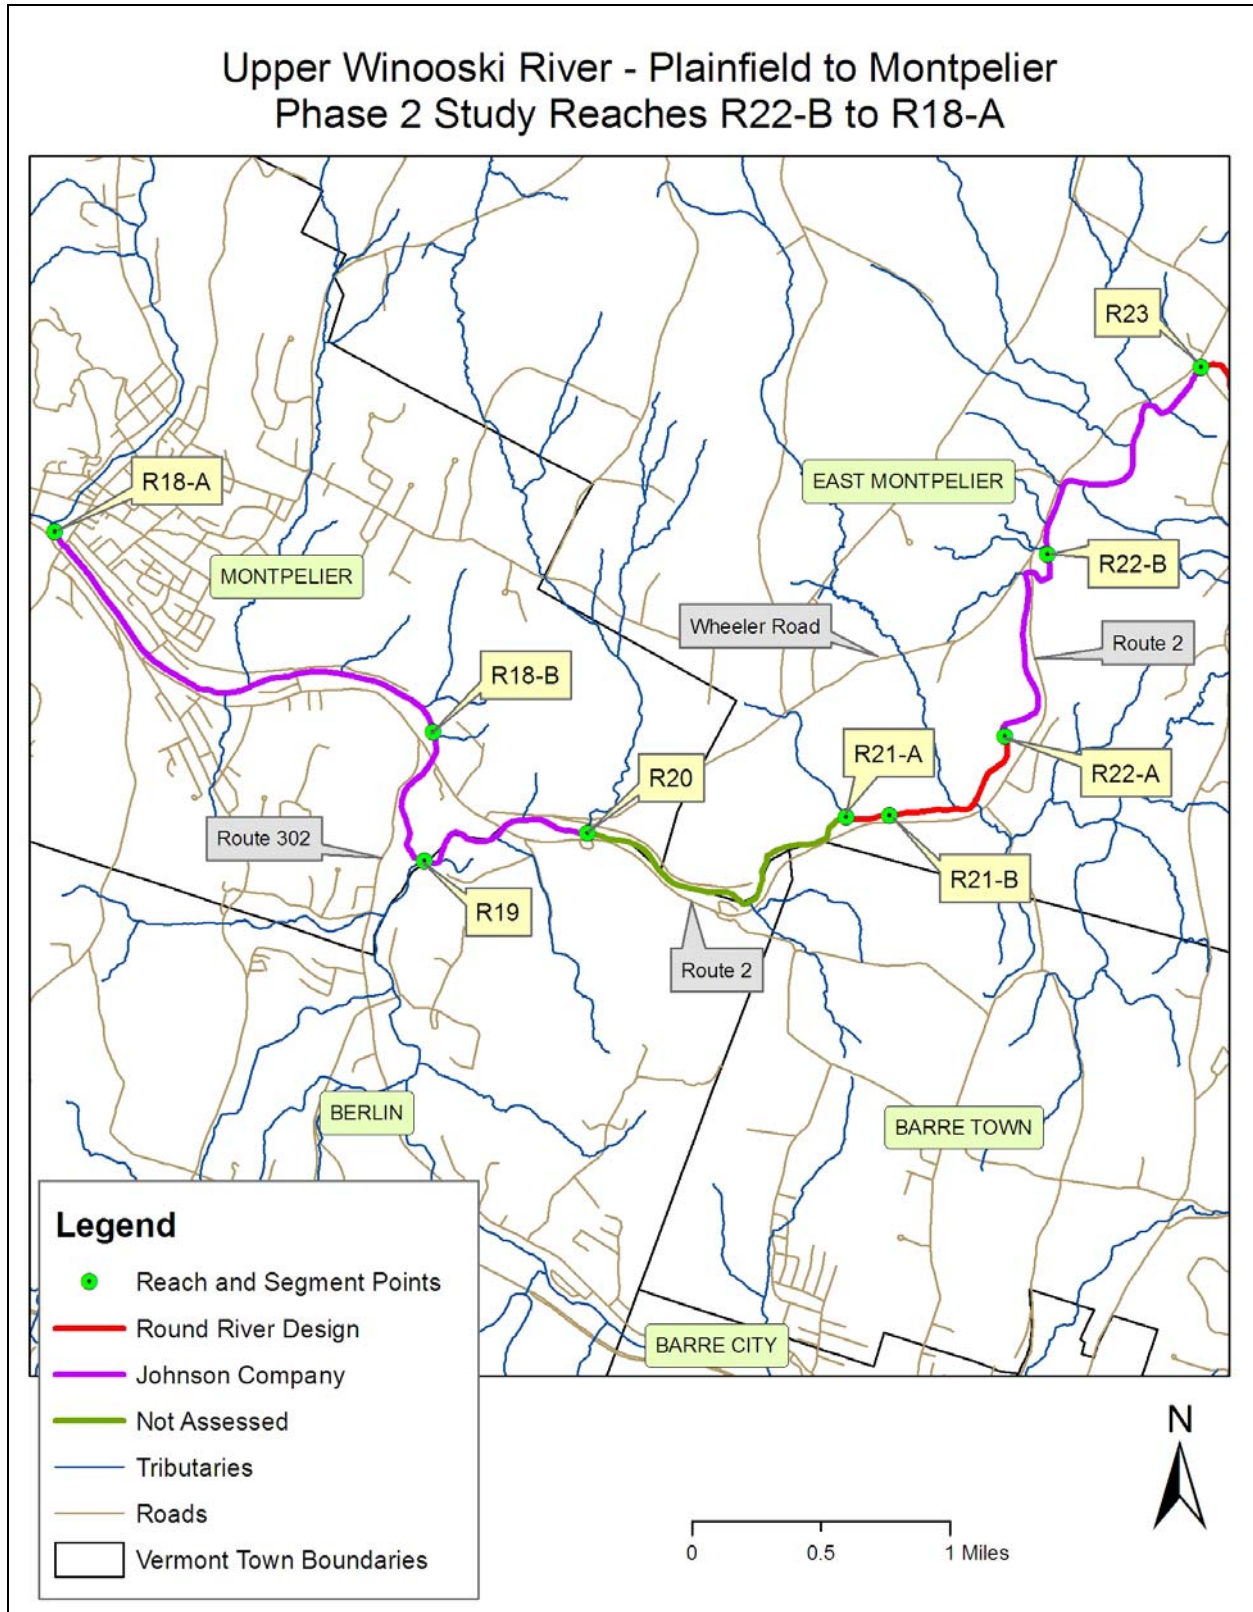 Upper Winooski River - Plainfield to Montpelier
Phase 2 Study Reaches R22-B to R18-A
R23
R18-A
EAST MONTPELIER
MONTPELIER
R22-B
Wheeler Road
Route 2
R18-B
R21-A
R20
R22-A
Route 302
R21-B
R19
Route 2
BERLIN
BARRE TOWN
BARRE CITY
Legend
Reach and Segment Points
Round River Design
Johnson Company
Not Assessed
Tributaries
Roads
Vermont Town Boundaries
N
0 0.5 1 Miles